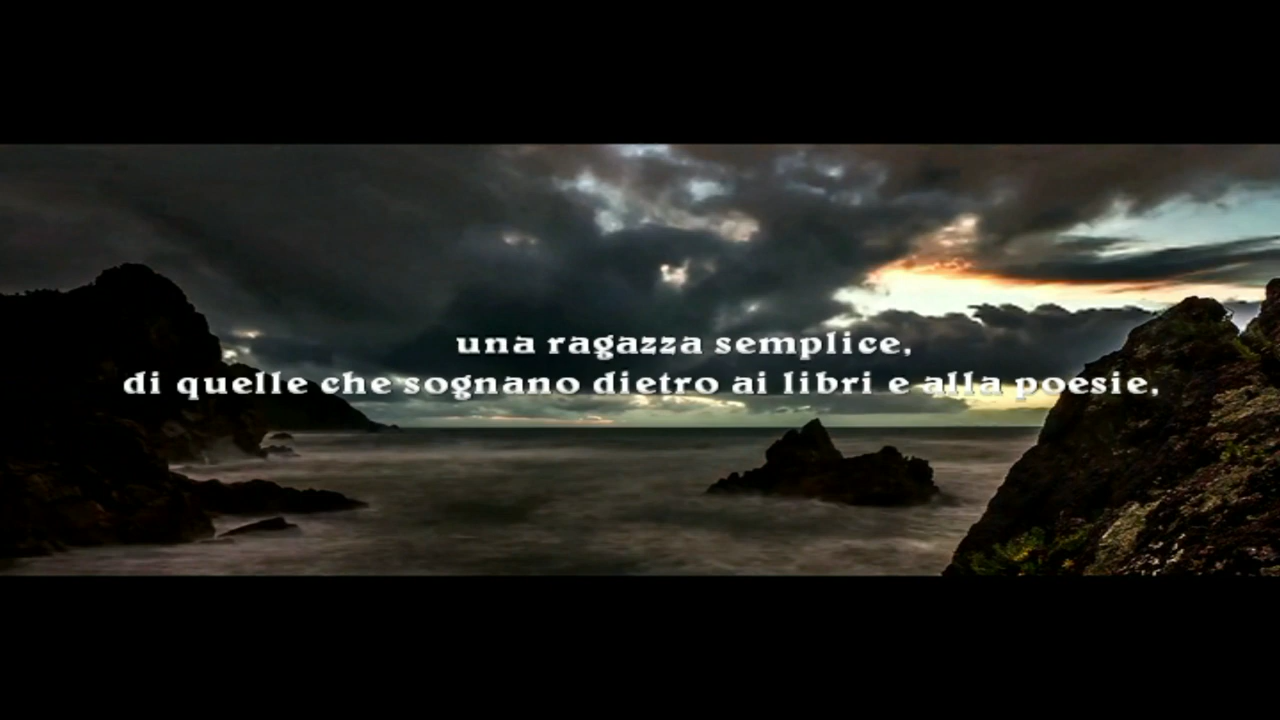 una ragazza semplice,
di quelle che sognano dietro ai libri e alla poesie,